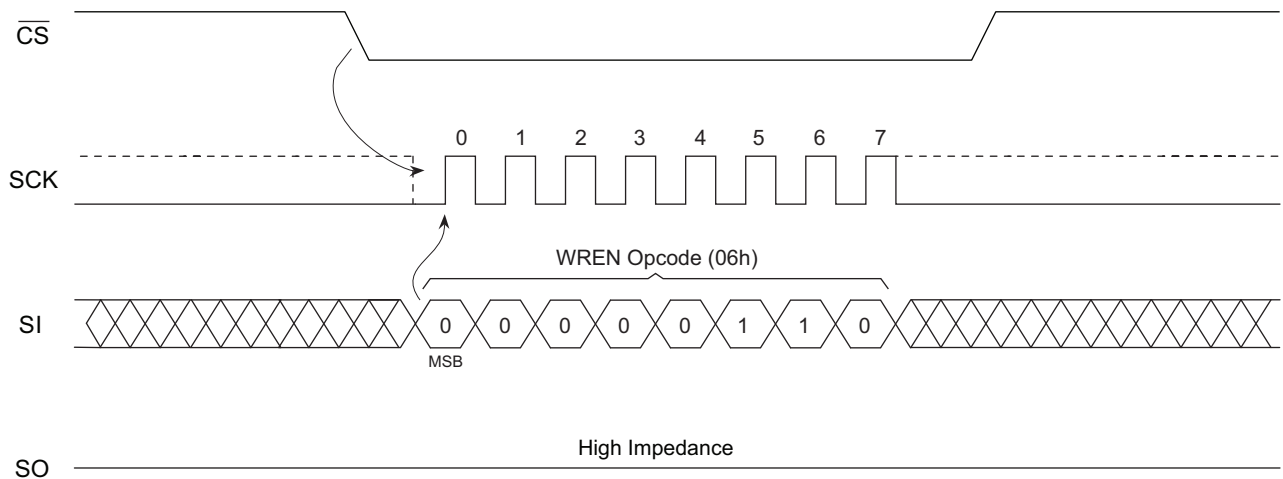 CS
SCK
0 1 2 3 4 5 6 7
WREN Opcode (06h)
SI
0 0 0 0 0 1 1 0
MSB
High Impedance
SO